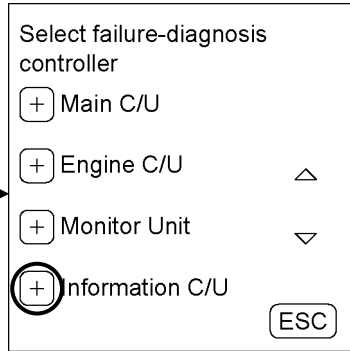 Select failure-diagnosis
controller
+ Main C/U
+ Engine C/U
+ Monitor Unit
+ Information C/U
ESC